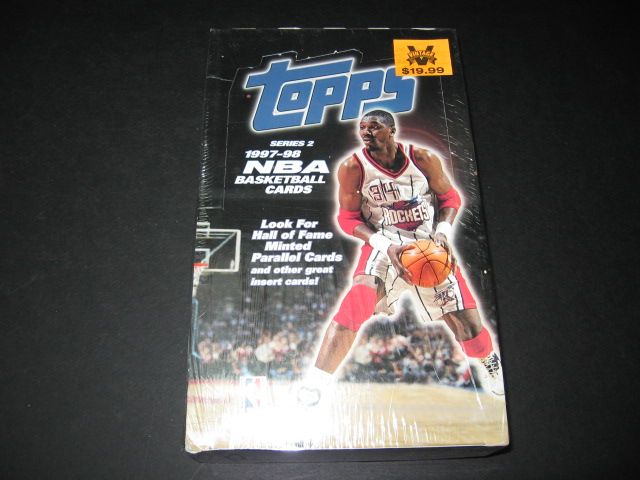 VINTAGE
V
$19.99
TOPPS
SERIES 2
1997-98
NBA
BASKETBALL
CARDS
34
ROCKETS
Look For
Hall of Fame
Minted
Parallel Cards
and other great
insert cards!